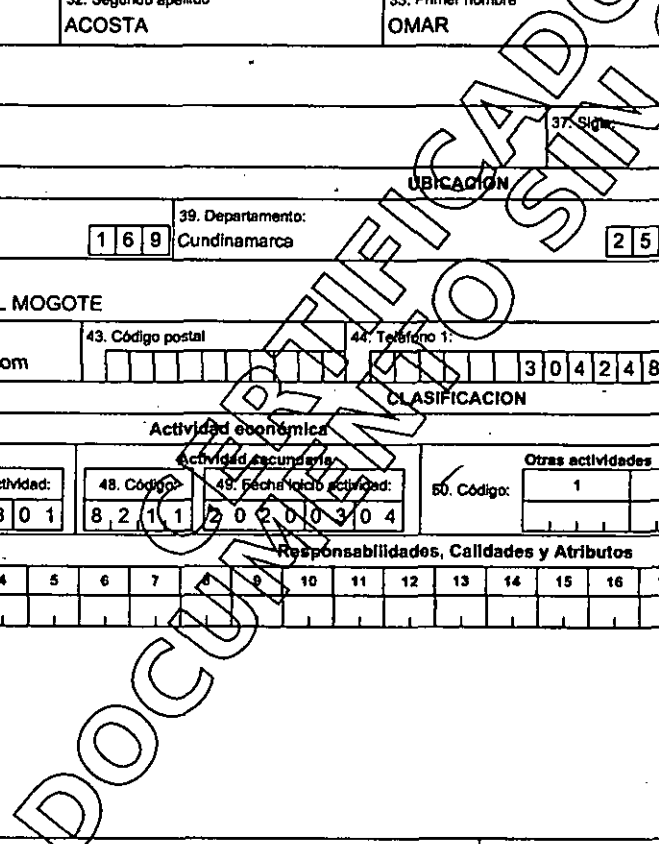 32. Segundo apellido 33. Primer nombre
ACOSTA OMAR
37. Sigla:
UBICACIÓN
39. Departamento:
1 6 9 Cundinamarca 2 5
L MOGOTE
43. Código postal 44. Teléfono 1:
om 3 0 4 2 4 8
CLASIFICACION
Actividad económica
Actividad secundaria Otras actividades
ctividad: 48. Código: 49. Fecha inicio actividad: 50. Código: 1
3 0 1 8 2 1 1 2 0 2 0 0 3 0 4
Responsabilidades, Calidades y Atributos
4 5 6 7 8 9 10 11 12 13 14 15 16
CERTIFICADO
DOCUMENTO SIN